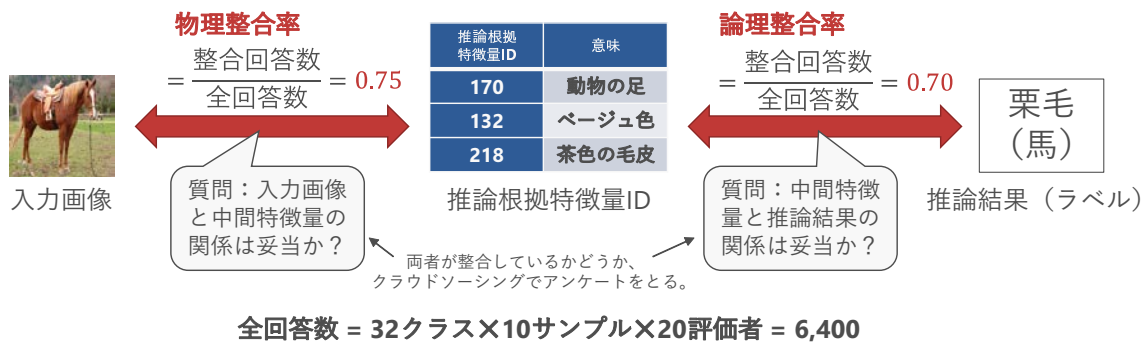 物理整合率
= 整合回答数 / 全回答数 = 0.75
入力画像
質問：入力画像
と中間特徴量の
関係は妥当か？
推論根拠
特徴量ID
意味
170 動物の足
132 ベージュ色
218 茶色の毛皮
推論根拠特徴量ID
論理整合率
= 整合回答数 / 全回答数 = 0.70
質問：中間特徴
量と推論結果の
関係は妥当か？
栗毛
（馬）
推論結果（ラベル）
両者が整合しているかどうか、
クラウドソーシングでアンケートをとる。
全回答数 = 32クラス×10サンプル×20評価者 = 6,400